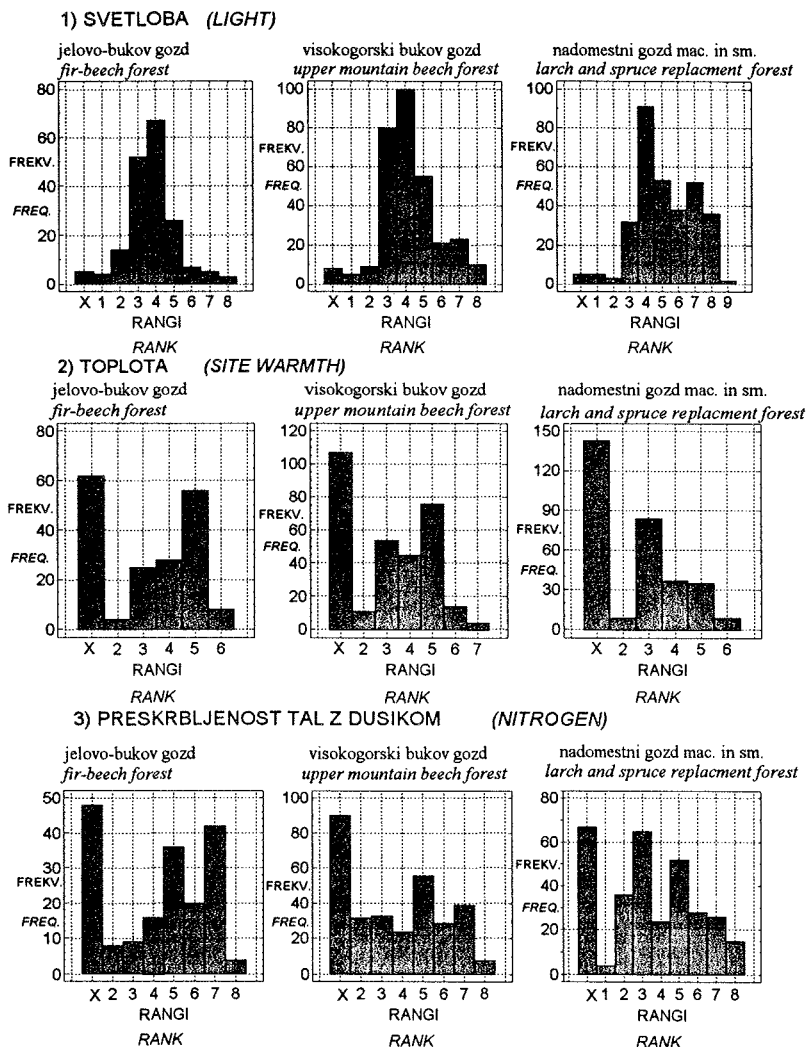 1) SVETLOBA (LIGHT)
jelovo-bukov gozd
fir-beech forest
80
60
FREKV.
40
FREQ.
20
0
X 1 2 3 4 5 6 7 8
RANGI
RANK
visokogorski bukov gozd
upper mountain beech forest
100
80
FREKV.
60
FREQ.
40
20
0
X 1 2 3 4 5 6 7 8
RANGI
RANK
nadomestni gozd mac. in sm.
larch and spruce replacment forest
100
80
FREKV.
60
FREQ.
40
20
0
X 1 2 3 4 5 6 7 8 9
RANGI
RANK
2) TOPLOTA (SITE WARMTH)
jelovo-bukov gozd
fir-beech forest
80
60
FREKV.
40
FREQ.
20
0
X 2 3 4 5 6
RANGI
RANK
visokogorski bukov gozd
upper mountain beech forest
120
100
80
FREKV.
60
FREQ.
40
20
0
X 2 3 4 5 6 7
RANGI
RANK
nadomestni gozd mac. in sm.
larch and spruce replacment forest
150
120
90
FREKV.
60
FREQ.
30
0
X 2 3 4 5 6
RANGI
RANK
3) PRESKRBLJENOST TAL Z DUSIKOM (NITROGEN)
jelovo-bukov gozd
fir-beech forest
50
40
30
FREKV.
20
FREQ.
10
0
X 2 3 4 5 6 7 8
RANGI
RANK
visokogorski bukov gozd
upper mountain beech forest
100
80
60
FREKV.
40
FREQ.
20
0
X 2 3 4 5 6 7 8
RANGI
RANK
nadomestni gozd mac. in sm.
larch and spruce replacment forest
80
60
FREKV.
40
FREQ.
20
0
X 1 2 3 4 5 6 7 8
RANGI
RANK